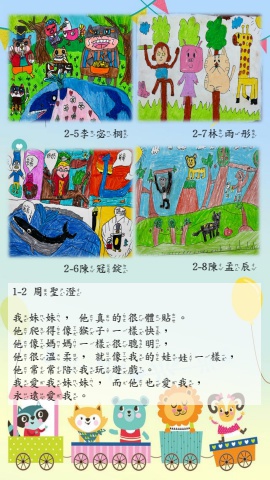 2-5李宓桐
2-7林雨彤
2-6陳冠錠
2-8陳孟辰
1-2 周聖澄
我妹妹，他真的很體貼。
他爬得像猴子一樣快，
他像媽媽一樣很聰明，
他很溫柔，就像我的娃娃一樣，
他常常陪我玩遊戲。
我愛我妹妹，而他也愛我，
永遠愛我。